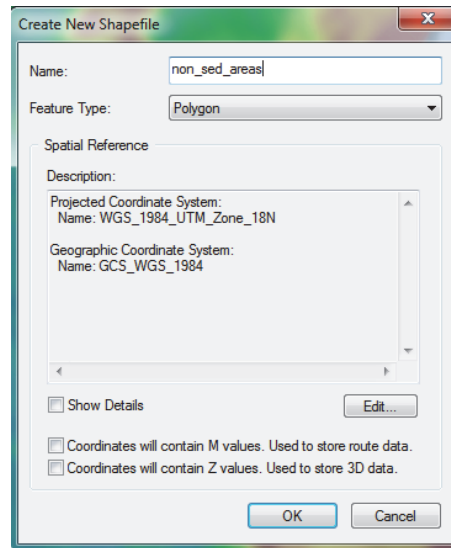 Create New Shapefile
Name: non_sed_areas
Feature Type: Polygon
Spatial Reference
Description:
Projected Coordinate System:
Name: WGS_1984_UTM_Zone_18N
Geographic Coordinate System:
Name: GCS_WGS_1984
Show Details Edit...
Coordinates will contain M values. Used to store route data.
Coordinates will contain Z values. Used to store 3D data.
OK Cancel